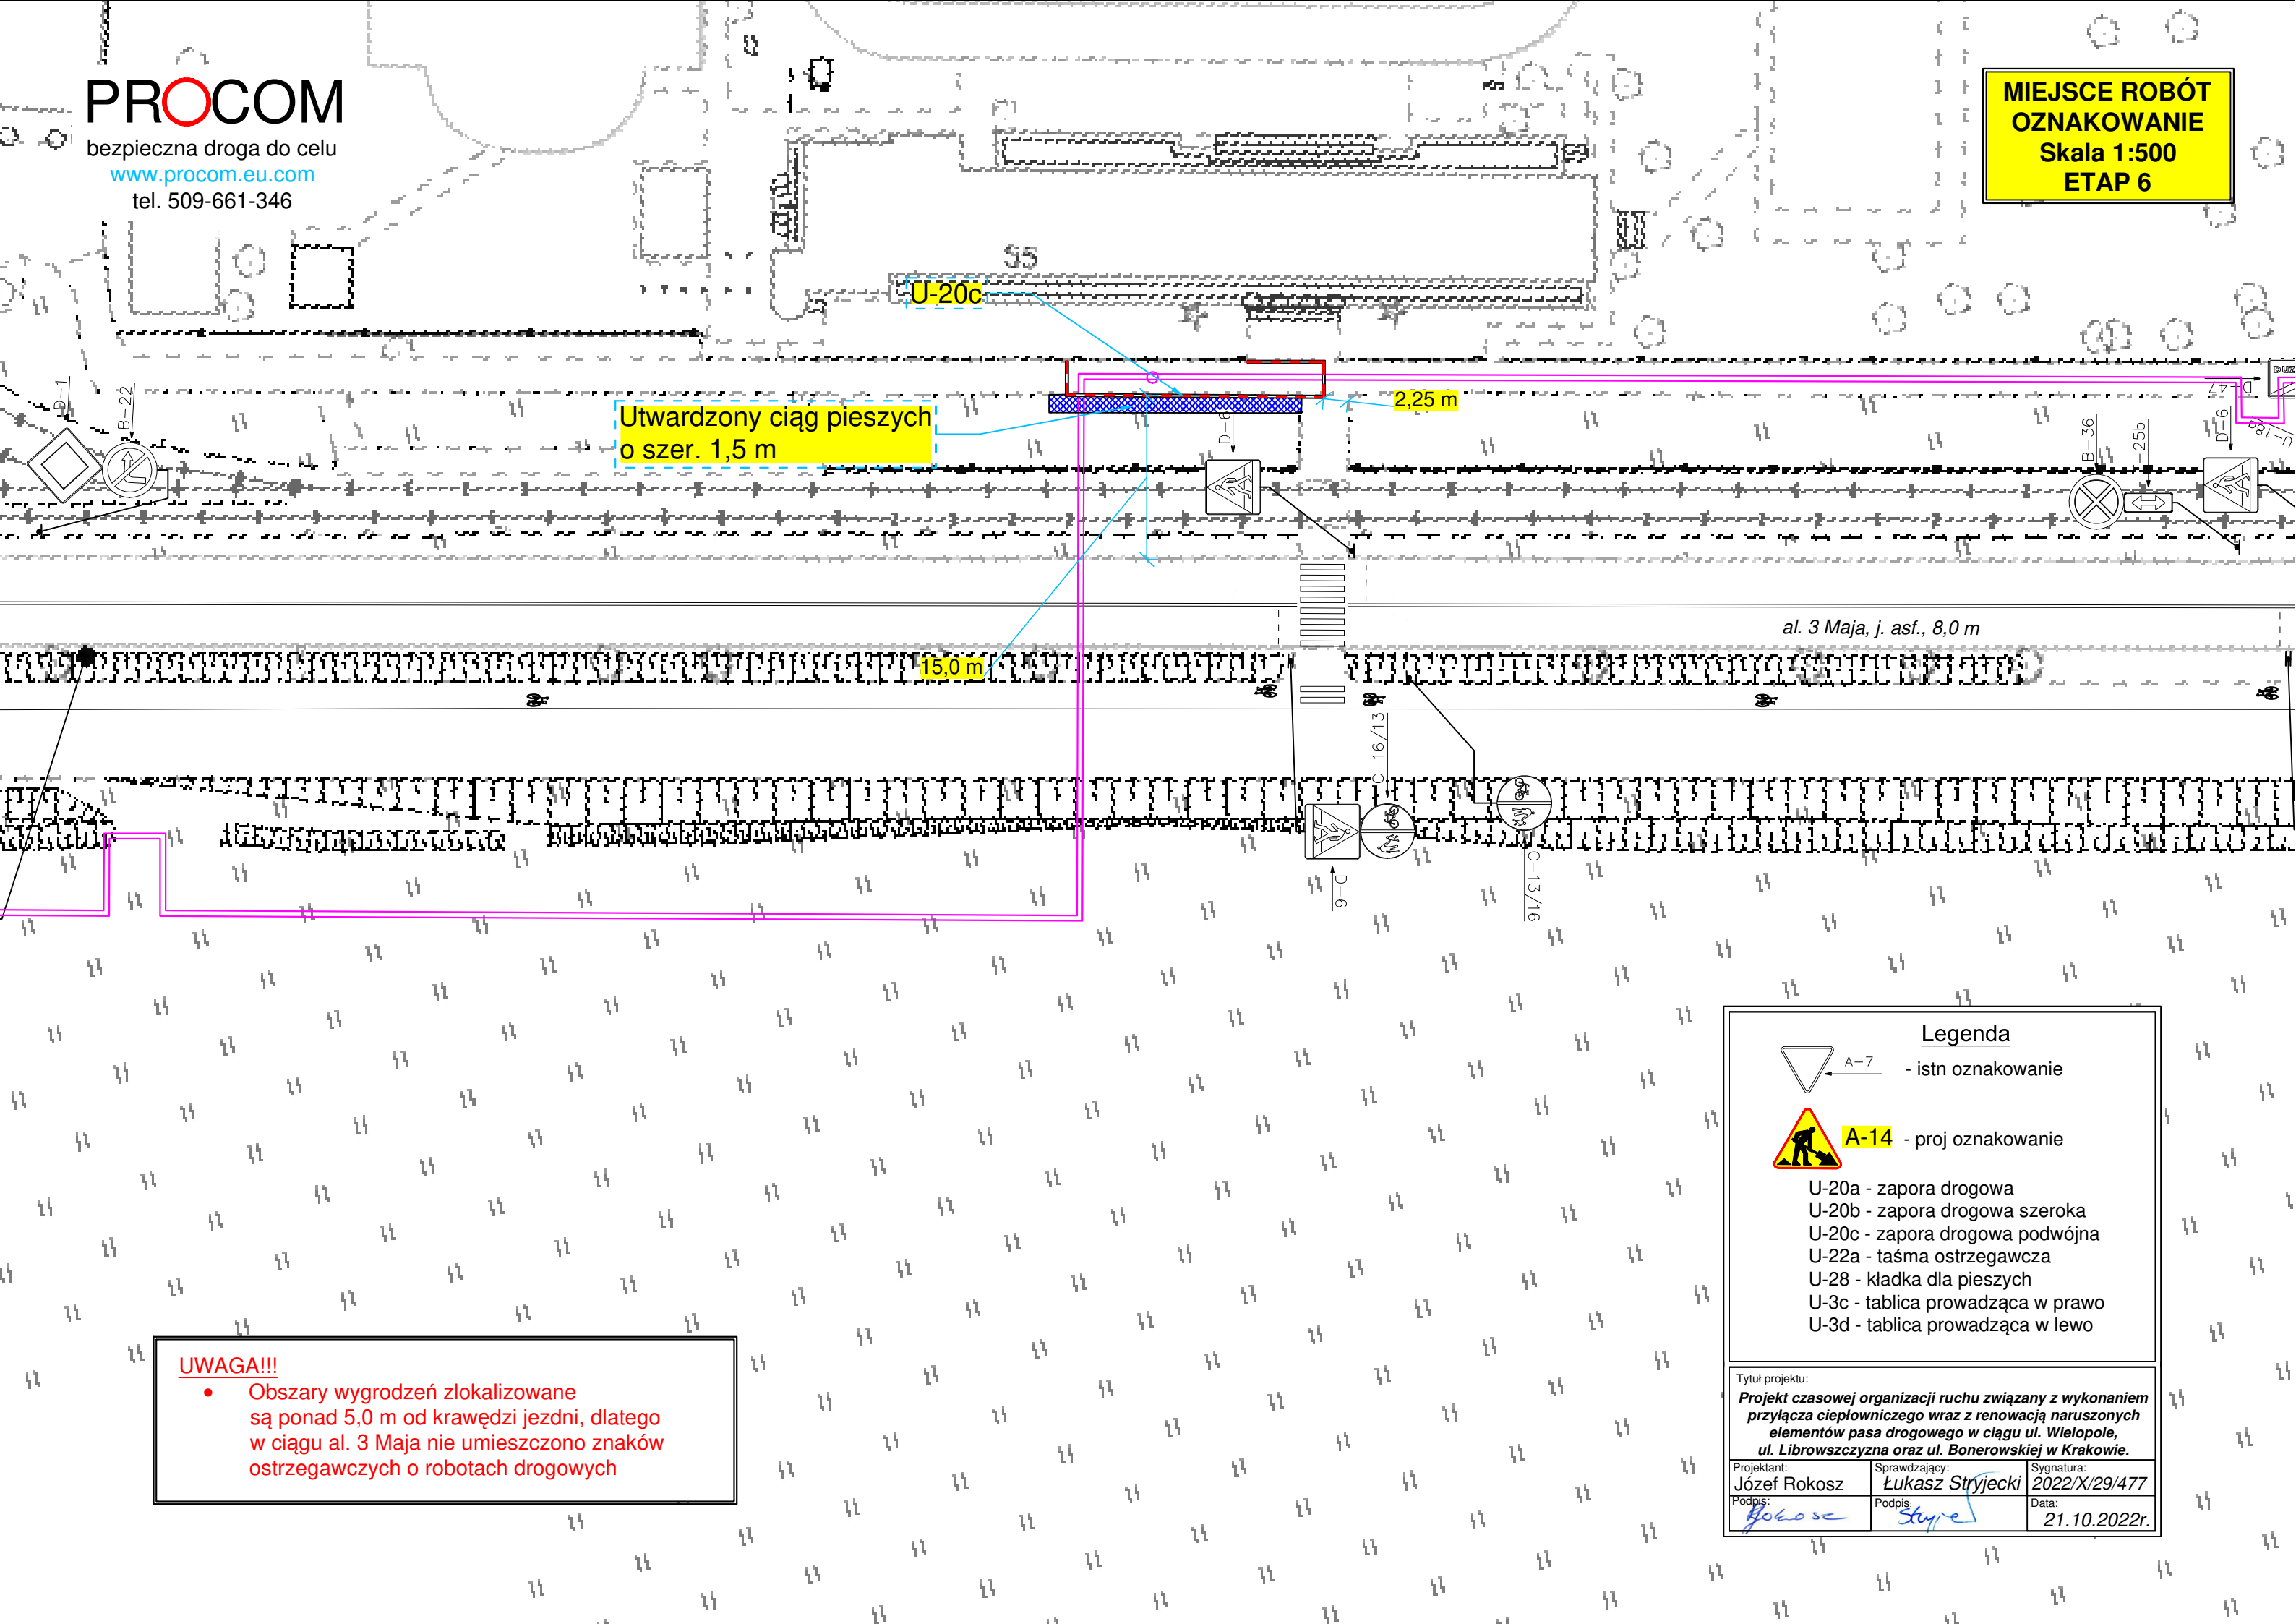 PROCOM
bezpieczna droga do celu
www.procom.eu.com
tel. 509-661-346
MIEJSCE ROBÓT
OZNAKOWANIE
Skala 1:500
ETAP 6
U-20c
Utwardzony ciąg pieszych
o szer. 1,5 m
2,25 m
15,0 m
D-1
B-22
D-6
B-36
D-6
D-47
U-18a
al. 3 Maja, j. asf., 8,0 m
C-16/13
D-6
C-13/16
Legenda
A-7
- istn oznakowanie
A-14 - proj oznakowanie
U-20a - zapora drogowa
U-20b - zapora drogowa szeroka
U-20c - zapora drogowa podwójna
U-22a - taśma ostrzegawcza
U-28 - kładka dla pieszych
U-3c - tablica prowadząca w prawo
U-3d - tablica prowadząca w lewo
UWAGA!!!
• Obszary wygrodzeń zlokalizowane
są ponad 5,0 m od krawędzi jezdni, dlatego
w ciągu al. 3 Maja nie umieszczono znaków
ostrzegawczych o robotach drogowych
Tytuł projektu:
Projekt czasowej organizacji ruchu związany z wykonaniem
przyłącza ciepłowniczego wraz z renowacją naruszonych
elementów pasa drogowego w ciągu ul. Wielopole,
ul. Librowszczyzna oraz ul. Bonerowskiej w Krakowie.
Projektant:
Józef Rokosz
Sprawdzający:
Łukasz Stryjecki
Sygnatura:
2022/X/29/477
Podpis:
Podpis:
Data:
21.10.2022r.